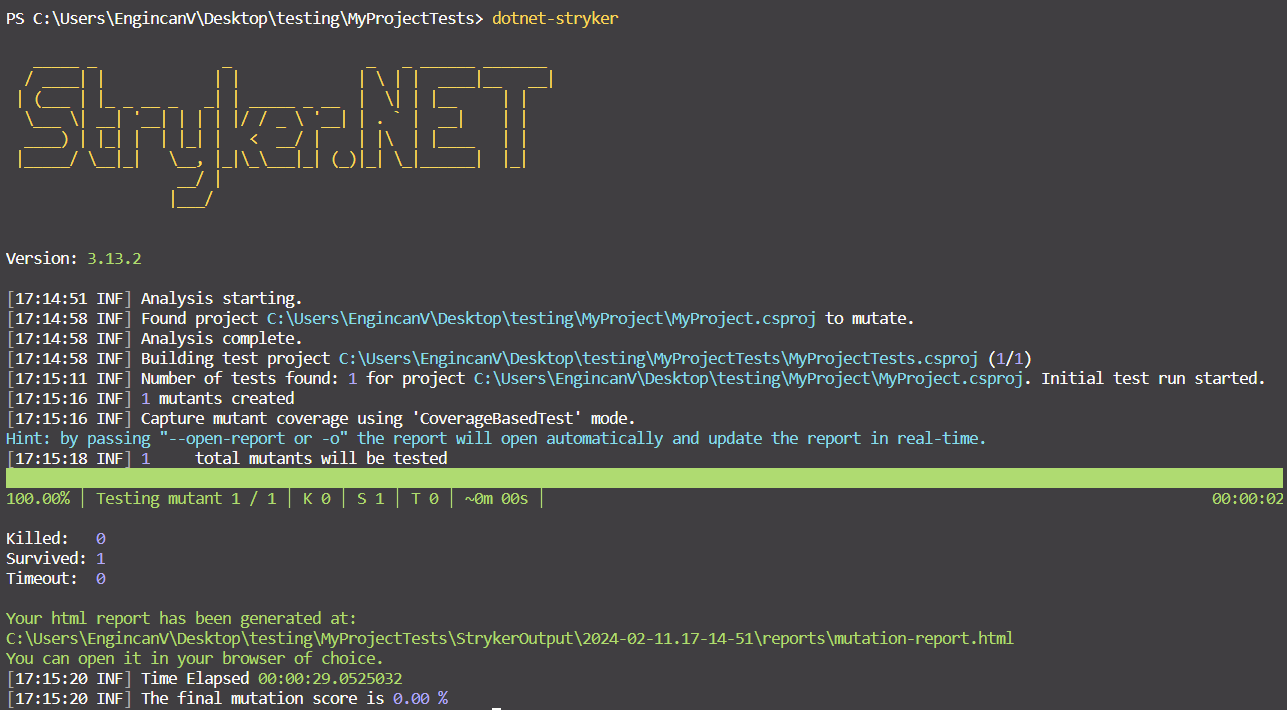 PS C:\Users\EngincanV\Desktop\testing\MyProjectTests> dotnet-stryker
Stryker.NET
Version: 3.13.2
[17:14:51 INF] Analysis starting.
[17:14:58 INF] Found project C:\Users\EngincanV\Desktop\testing\MyProject\MyProject.csproj to mutate.
[17:14:58 INF] Analysis complete.
[17:14:58 INF] Building test project C:\Users\EngincanV\Desktop\testing\MyProjectTests\MyProjectTests.csproj (1/1)
[17:15:11 INF] Number of tests found: 1 for project C:\Users\EngincanV\Desktop\testing\MyProject\MyProject.csproj. Initial test run started.
[17:15:16 INF] 1 mutants created
[17:15:16 INF] Capture mutant coverage using 'CoverageBasedTest' mode.
Hint: by passing "--open-report or -o" the report will open automatically and update the report in real-time.
[17:15:18 INF] 1     total mutants will be tested
100.00% │ Testing mutant 1 / 1 │ K 0 │ S 1 │ T 0 │ ~0m 00s │ 00:00:02
Killed:   0
Survived: 1
Timeout:  0
Your html report has been generated at:
C:\Users\EngincanV\Desktop\testing\MyProjectTests\StrykerOutput\2024-02-11.17-14-51\reports\mutation-report.html
You can open it in your browser of choice.
[17:15:20 INF] Time Elapsed 00:00:29.0525032
[17:15:20 INF] The final mutation score is 0.00 %